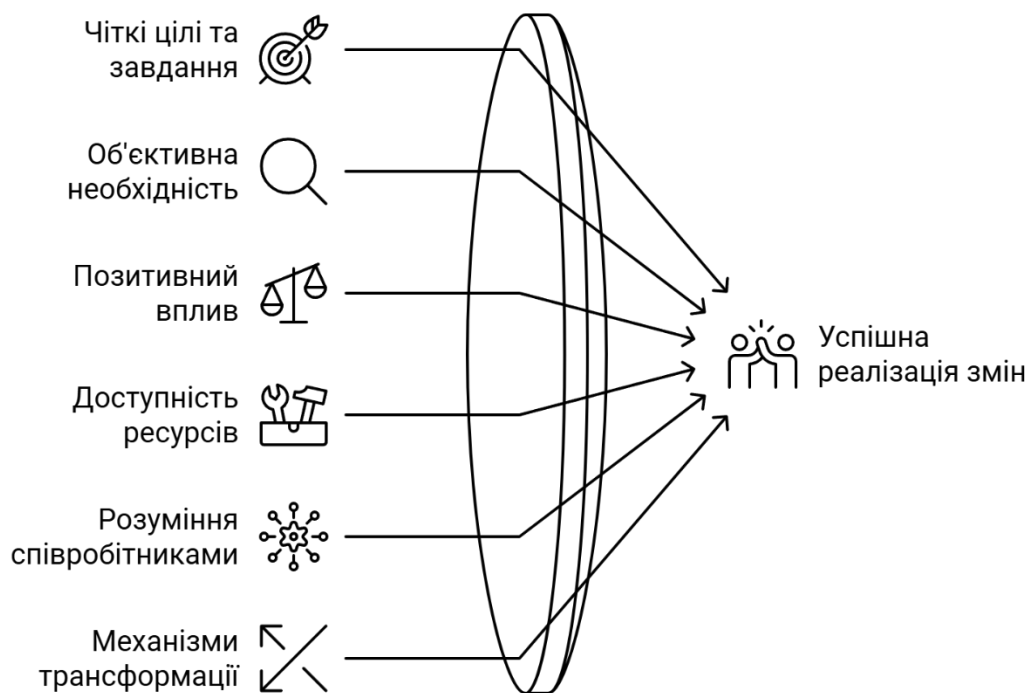 Чіткі цілі та
завдання
Об'єктивна
необхідність
Позитивний
вплив
Доступність
ресурсів
Розуміння
співробітниками
Механізми
трансформації
Успішна
реалізація змін